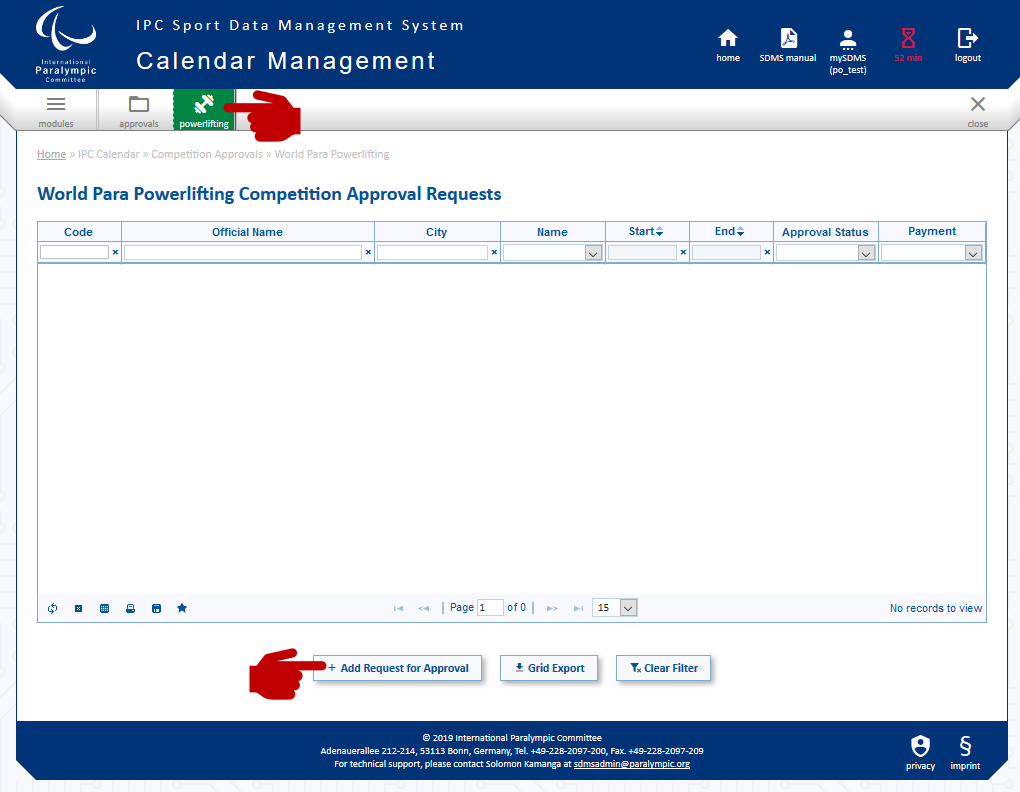 IPC Sport Data Management System
Calendar Management
International
Paralympic
Committee
home
SDMS manual
mySDMS
(po_test)
52 min
logout
modules
approvals
powerlifting
close
Home » IPC Calendar » Competition Approvals » World Para Powerlifting
World Para Powerlifting Competition Approval Requests
Code Official Name City Name Start End Approval Status Payment
Page 1 of 0 15 No records to view
+ Add Request for Approval
Grid Export
Clear Filter
© 2019 International Paralympic Committee
Adenauerallee 212-214, 53113 Bonn, Germany, Tel. +49-228-2097-200, Fax. +49-228-2097-209
For technical support, please contact Solomon Kamanga at sdmsadmin@paralympic.org
privacy
§
imprint